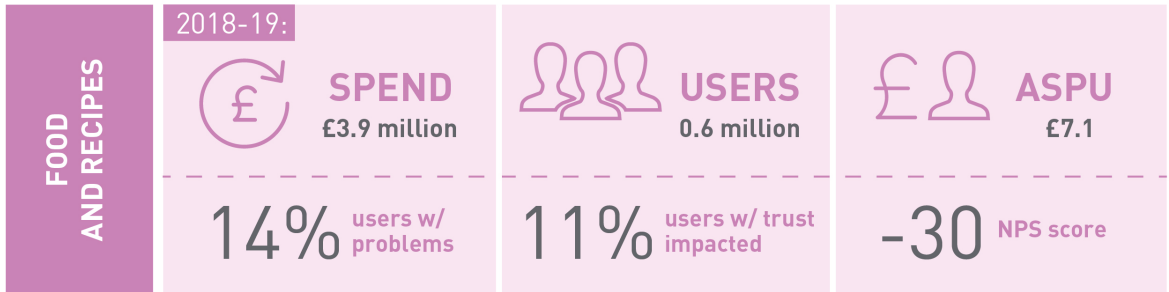 FOOD
AND RECIPES
2018-19:
£
SPEND
£3.9 million
USERS
0.6 million
£
ASPU
£7.1
14%
users w/
problems
11%
users w/ trust
impacted
-30
NPS score